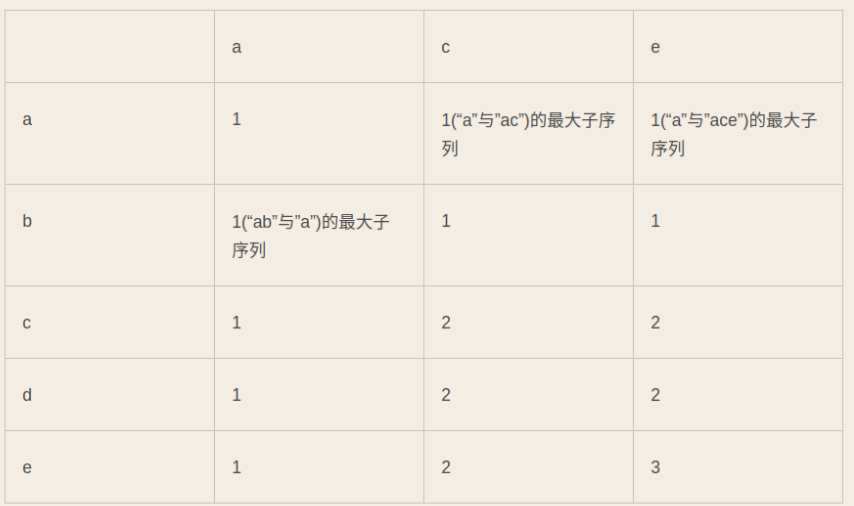 a c e
a 1 1(“a”与”ac”)的最大子序 1(“a”与”ace”)的最大子
列 序列
b 1(“ab”与”a”)的最大子 1 1
序列
c 1 2 2
d 1 2 2
e 1 2 3